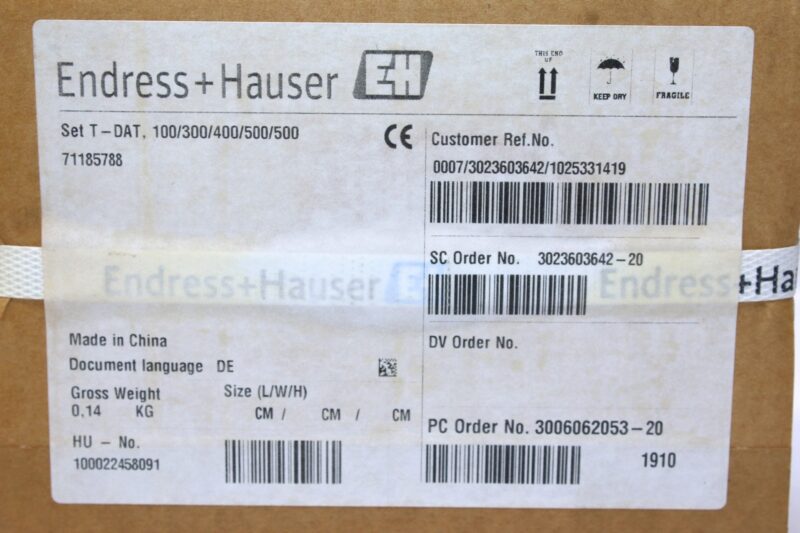 Endress+Hauser EH
THIS END
UP
KEEP DRY
FRAGILE
Set T-DAT, 100/300/400/500/500
71185788
CE
Customer Ref.No.
0007/3023603642/1025331419
SC Order No. 3023603642-20
Endress+Hauser EH
Endress+Ha
DV Order No.
Made in China
Document language DE
Gross Weight
0,14 KG
Size (L/W/H)
CM / CM / CM
HU - No.
100022458091
PC Order No. 3006062053-20
1910